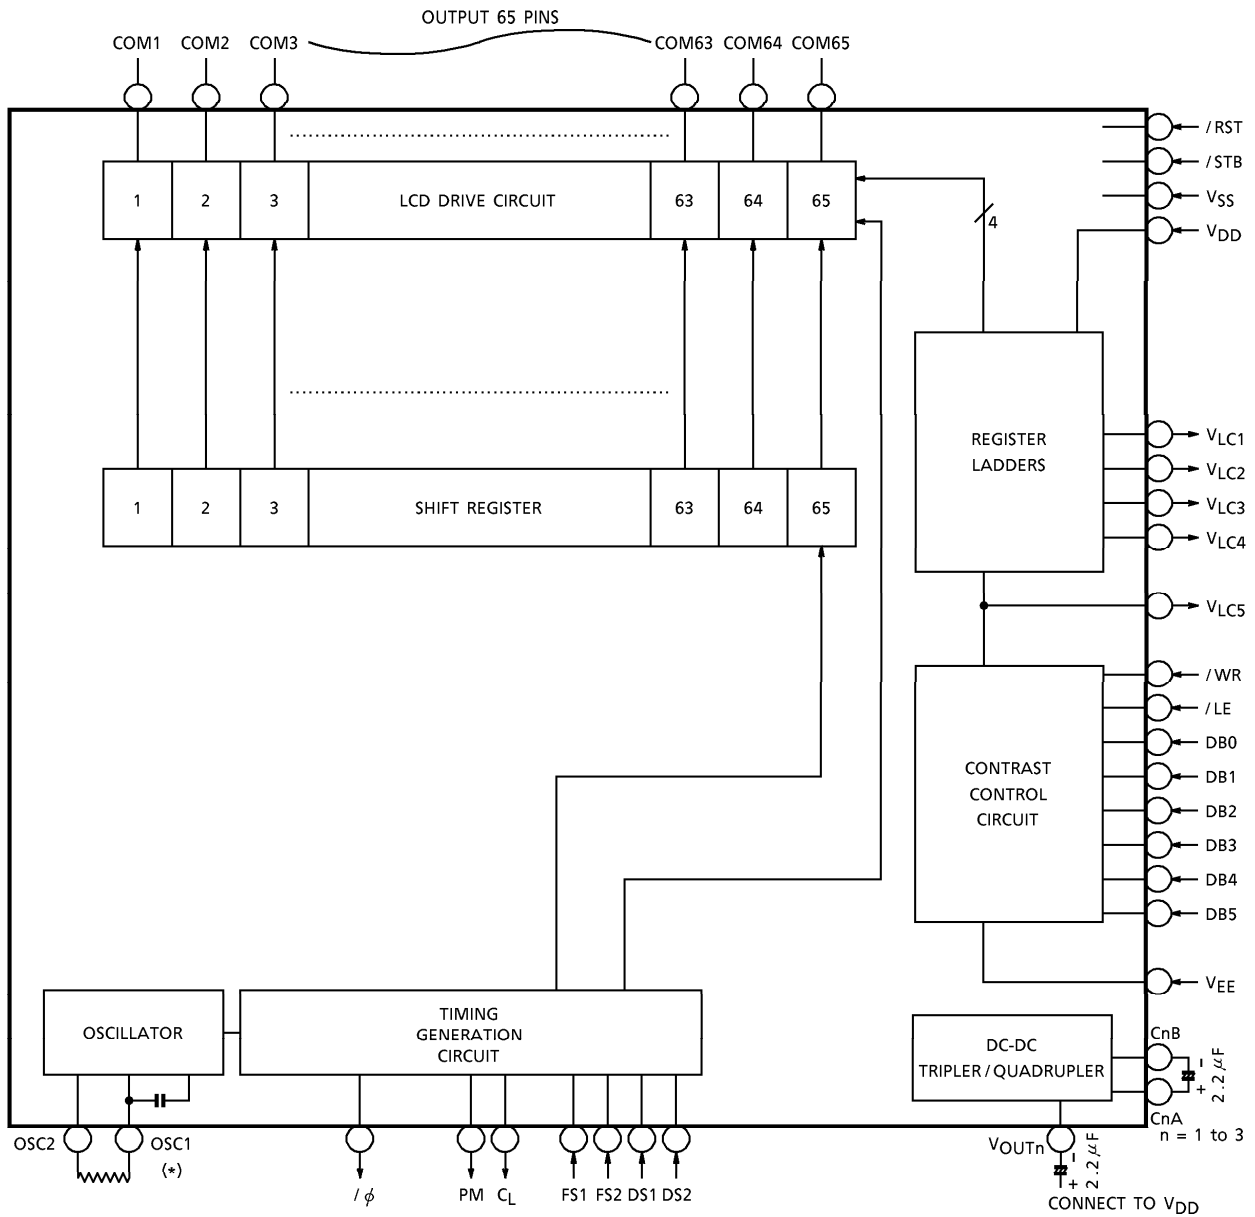 OUTPUT 65 PINS
COM1 COM2 COM3 COM63 COM64 COM65
/RST
/STB
VSS
VDD
1 2 3 LCD DRIVE CIRCUIT 63 64 65
4
REGISTER
LADDERS
VLC1
VLC2
VLC3
VLC4
1 2 3 SHIFT REGISTER 63 64 65
VLC5
CONTRAST
CONTROL
CIRCUIT
/WR
/LE
DB0
DB1
DB2
DB3
DB4
DB5
VEE
OSCILLATOR
TIMING
GENERATION
CIRCUIT
DC-DC
TRIPLER/QUADRUPLER
CnB
- +
2.2μF
CnA
n = 1 to 3
OSC2
OSC1
(*)
/ϕ
PM
CL
FS1 FS2 DS1 DS2
VOUTn
- +
2.2μF
CONNECT TO VDD